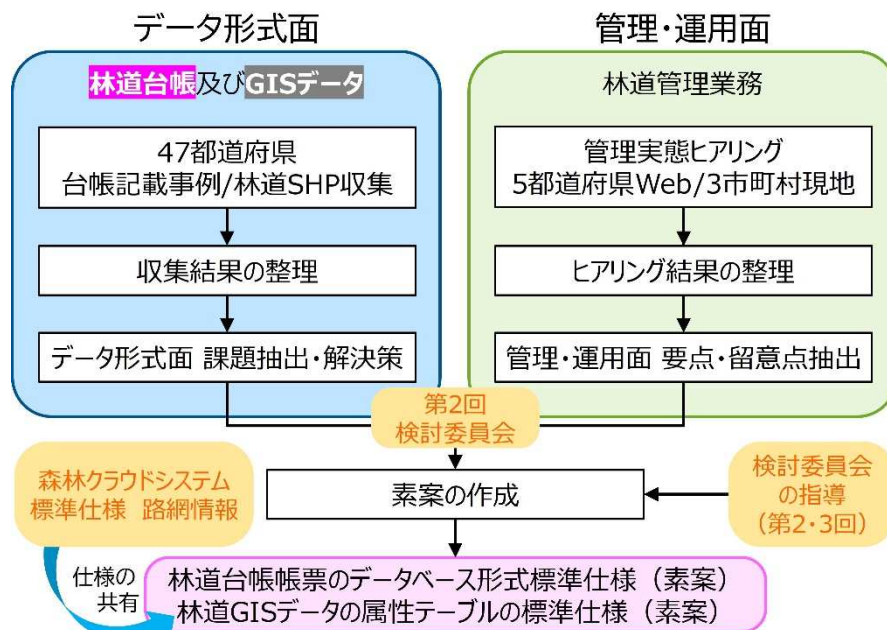 データ形式面
管理・運用面
林道台帳及びGISデータ
47都道府県
台帳記載事例/林道SHP収集
収集結果の整理
データ形式面 課題抽出・解決策
林道管理業務
管理実態ヒアリング
5都道府県Web/3市町村現地
ヒアリング結果の整理
管理・運用面 要点・留意点抽出
第2回
検討委員会
森林クラウドシステム
標準仕様 路網情報
素案の作成
検討委員会
の指導
(第2・3回)
仕様の
共有
林道台帳帳票のデータベース形式標準仕様（素案）
林道GISデータの属性テーブルの標準仕様（素案）